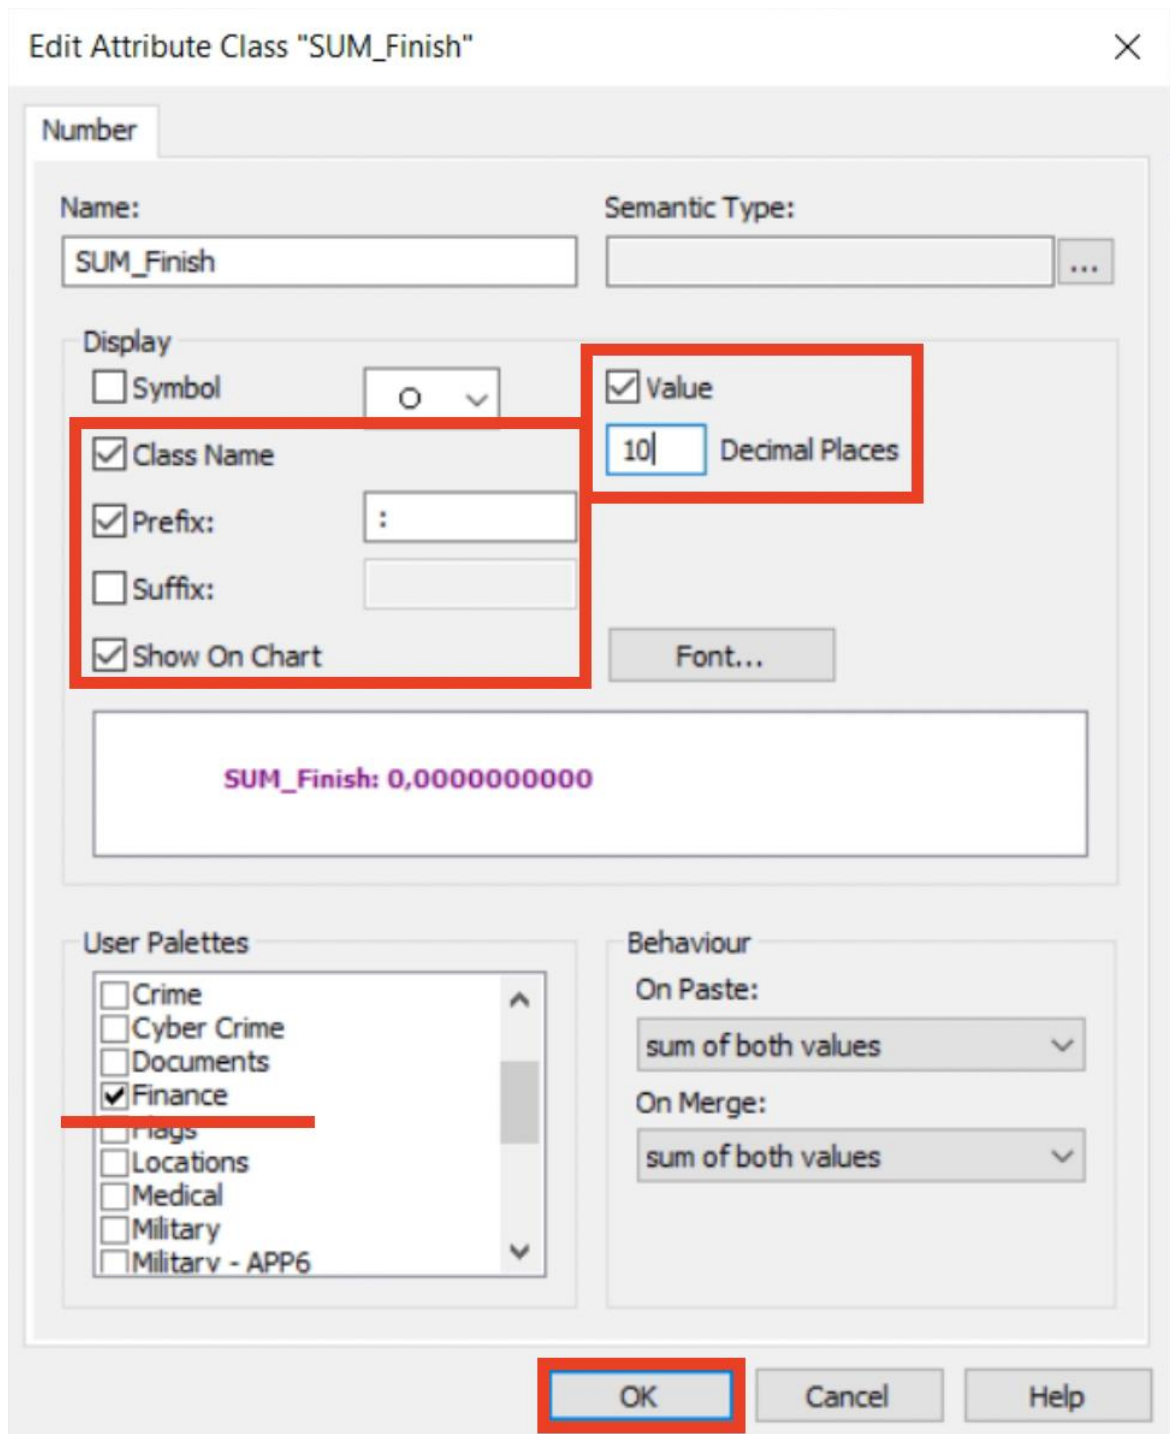 Edit Attribute Class "SUM_Finish"
Number
Name:
Semantic Type:
SUM_Finish
...
Display
Symbol
Value
Class Name
10
Decimal Places
Prefix:
:
Suffix:
Show On Chart
Font...
SUM_Finish: 0,0000000000
User Palettes
Crime
Cyber Crime
Documents
Finance
Flags
Locations
Medical
Military
Military - APP6
Behaviour
On Paste:
sum of both values
On Merge:
sum of both values
OK
Cancel
Help